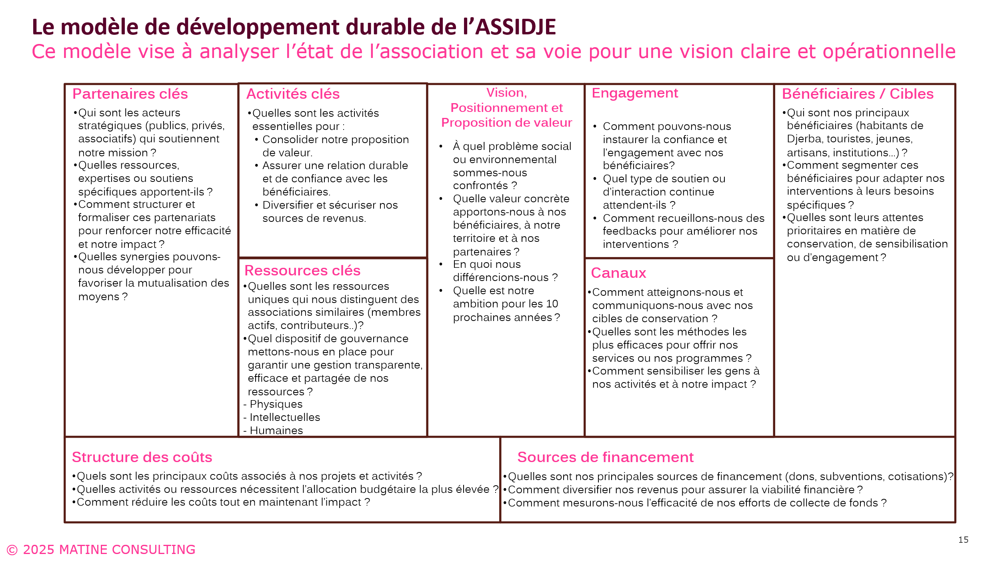 Le modèle de développement durable de l’ASSIDJE
Ce modèle vise à analyser l’état de l’association et sa voie pour une vision claire et opérationnelle
Partenaires clés
•Qui sont les acteurs
stratégiques (publics, privés,
associatifs) qui soutiennent
notre mission ?
•Quelles ressources,
expertises ou soutiens
spécifiques apportent-ils ?
•Comment structurer et
formaliser ces partenariats
pour renforcer notre efficacité
et notre impact ?
•Quelles synergies pouvons-
nous développer pour
favoriser la mutualisation des
moyens ?
Activités clés
•Quelles sont les activités
essentielles pour :
• Consolider notre proposition
de valeur.
• Assurer une relation durable
et de confiance avec les
bénéficiaires.
• Diversifier et sécuriser nos
sources de revenus.
Ressources clés
•Quelles sont les ressources
uniques qui nous distinguent des
associations similaires (membres
actifs, contributeurs..)?
•Quel dispositif de gouvernance
mettons-nous en place pour
garantir une gestion transparente,
efficace et partagée de nos
ressources ?
- Physiques
- Intellectuelles
- Humaines
Vision,
Positionnement et
Proposition de valeur
• À quel problème social
ou environnemental
sommes-nous
confrontés ?
• Quelle valeur concrète
apportons-nous à nos
bénéficiaires, à notre
territoire et à nos
partenaires ?
• En quoi nous
différencions-nous ?
• Quelle est notre
ambition pour les 10
prochaines années ?
Engagement
• Comment pouvons-nous
instaurer la confiance et
l’engagement avec nos
bénéficiaires?
• Quel type de soutien ou
d’interaction continue
attendent-ils ?
• Comment recueillons-nous des
feedbacks pour améliorer nos
interventions ?
Canaux
•Comment atteignons-nous et
communiquons-nous avec nos
cibles de conservation ?
•Quelles sont les méthodes les
plus efficaces pour offrir nos
services ou nos programmes ?
•Comment sensibiliser les gens à
nos activités et à notre impact ?
Bénéficiaires / Cibles
•Qui sont nos principaux
bénéficiaires (habitants de
Djerba, touristes, jeunes,
artisans, institutions…) ?
•Comment segmenter ces
bénéficiaires pour adapter nos
interventions à leurs besoins
spécifiques ?
•Quelles sont leurs attentes
prioritaires en matière de
conservation, de sensibilisation
ou d’engagement ?
Structure des coûts
•Quels sont les principaux coûts associés à nos projets et activités ?
•Quelles activités ou ressources nécessitent l’allocation budgétaire la plus élevée ?
•Comment réduire les coûts tout en maintenant l’impact ?
Sources de financement
•Quelles sont nos principales sources de financement (dons, subventions, cotisations)?
•Comment diversifier nos revenus pour assurer la viabilité financière ?
•Comment mesurons-nous l’efficacité de nos efforts de collecte de fonds ?
15
© 2025 MATINE CONSULTING